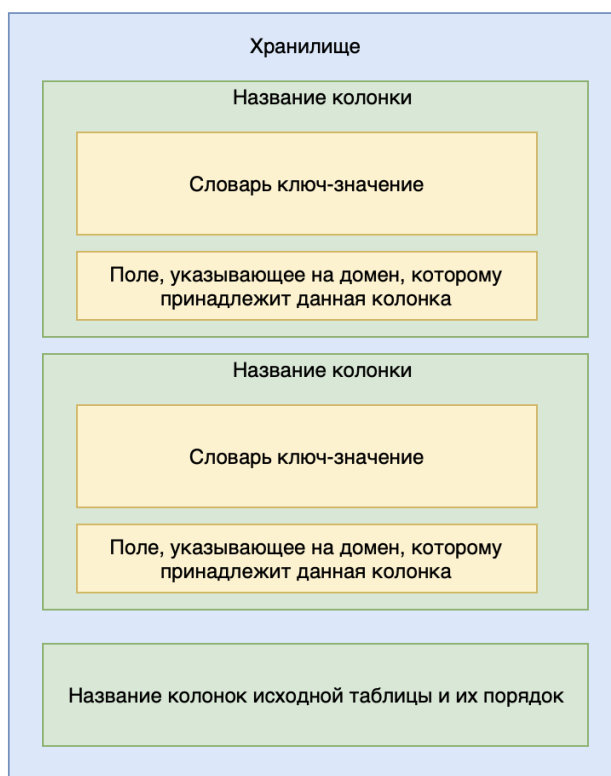 Хранилище
Название колонки
Словарь ключ-значение
Поле, указывающее на домен, которому
принадлежит данная колонка
Название колонки
Словарь ключ-значение
Поле, указывающее на домен, которому
принадлежит данная колонка
Название колонок исходной таблицы и их порядок